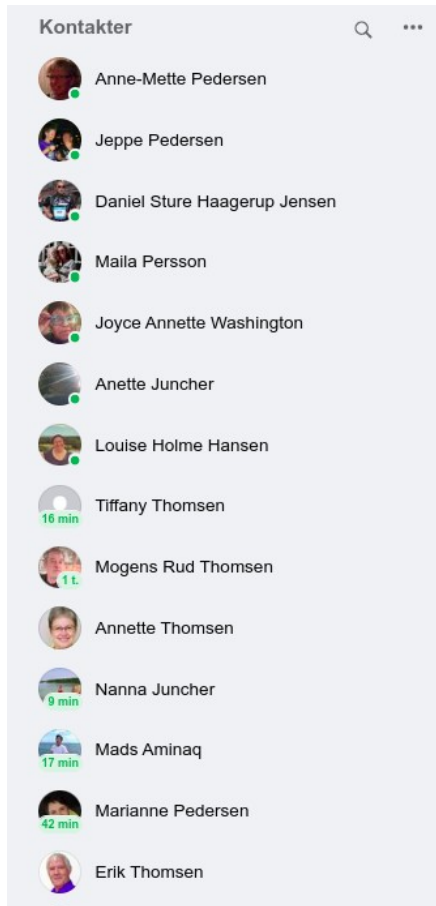 Kontakter
Anne-Mette Pedersen
Jeppe Pedersen
Daniel Sture Haagerup Jensen
Maila Persson
Joyce Annette Washington
Anette Juncher
Louise Holme Hansen
Tiffany Thomsen
16 min
Mogens Rud Thomsen
1 t.
Annette Thomsen
Nanna Juncher
9 min
Mads Aminaq
17 min
Marianne Pedersen
42 min
Erik Thomsen